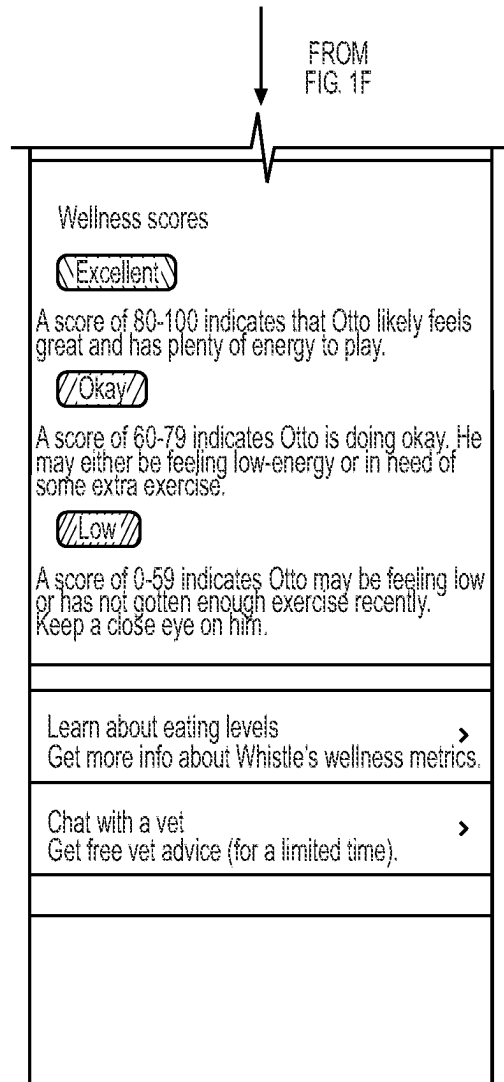 FROM
FIG. 1F
Wellness scores
Excellent
A score of 80-100 indicates that Otto likely feels
great and has plenty of energy to play.
Okay
A score of 60-79 indicates Otto is doing okay. He
may either be feeling low-energy or in need of
some extra exercise.
Low
A score of 0-59 indicates Otto may be feeling low
or has not gotten enough exercise recently.
Keep a close eye on him.
Learn about eating levels
Get more info about Whistle's wellness metrics.
Chat with a vet
Get free vet advice (for a limited time).